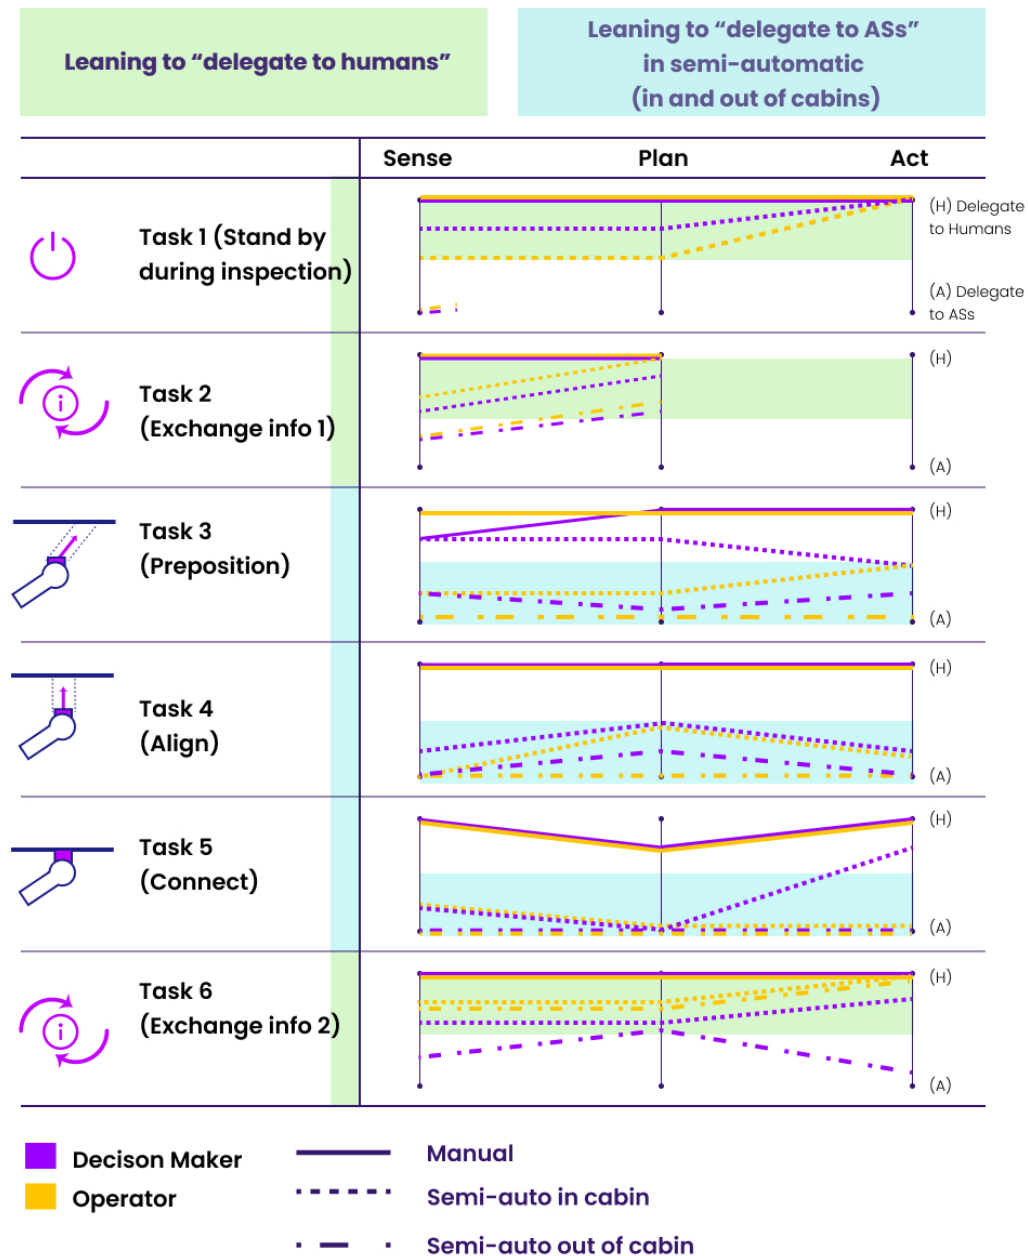 Leaning to “delegate to humans”
Leaning to “delegate to ASs”
in semi-automatic
(in and out of cabins)
Sense Plan Act
Task 1 (Stand by
during inspection)
(H) Delegate
to Humans
(A) Delegate
to ASs
Task 2
(Exchange info 1)
(H)
(A)
Task 3
(Preposition)
(H)
(A)
Task 4
(Align)
(H)
(A)
Task 5
(Connect)
(H)
(A)
Task 6
(Exchange info 2)
(H)
(A)
Decison Maker
Operator
Manual
Semi-auto in cabin
Semi-auto out of cabin